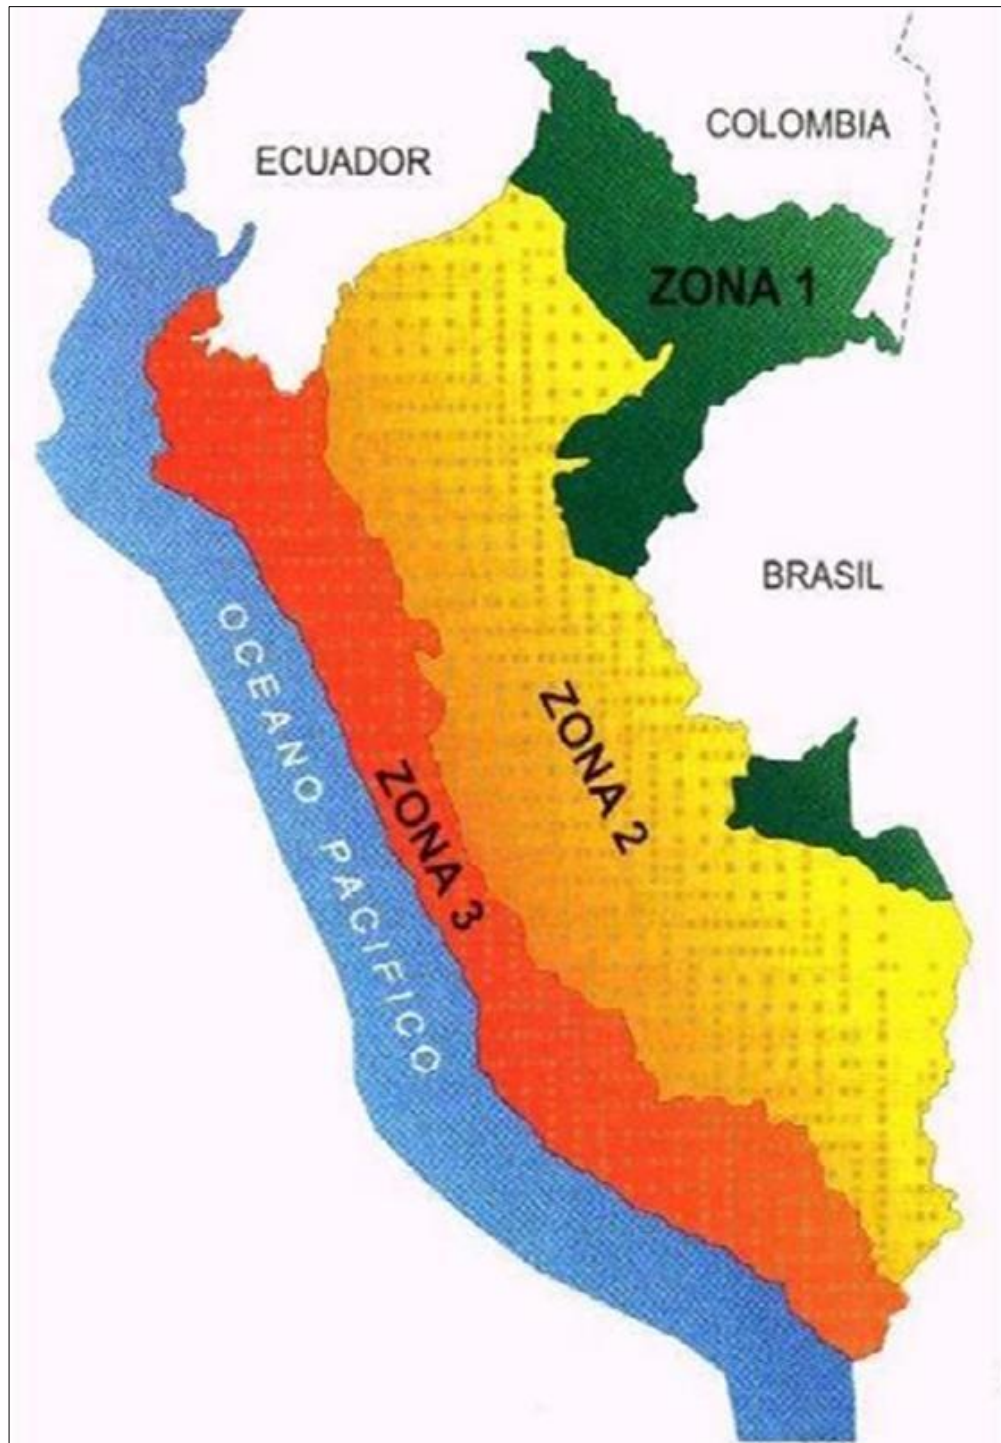 COLOMBIA
ECUADOR
ZONA 1
BRASIL
OCEANO PACIFICO
ZONA 2
ZONA 3